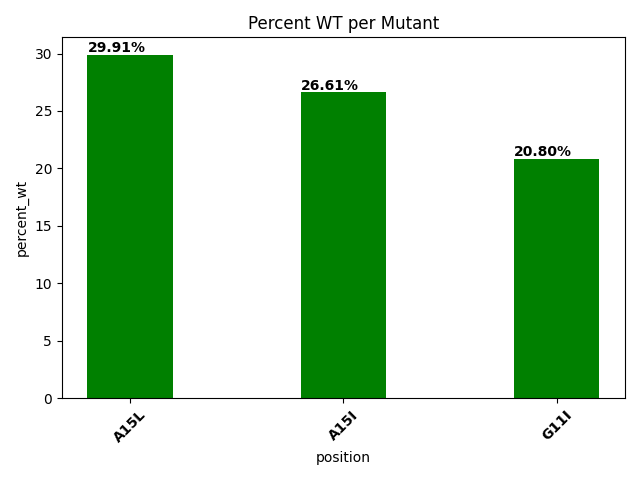 Percent WT per Mutant
29.91%
26.61%
20.80%
percent_wt
30
25
20
15
10
5
0
A15L
A15I
G11I
position